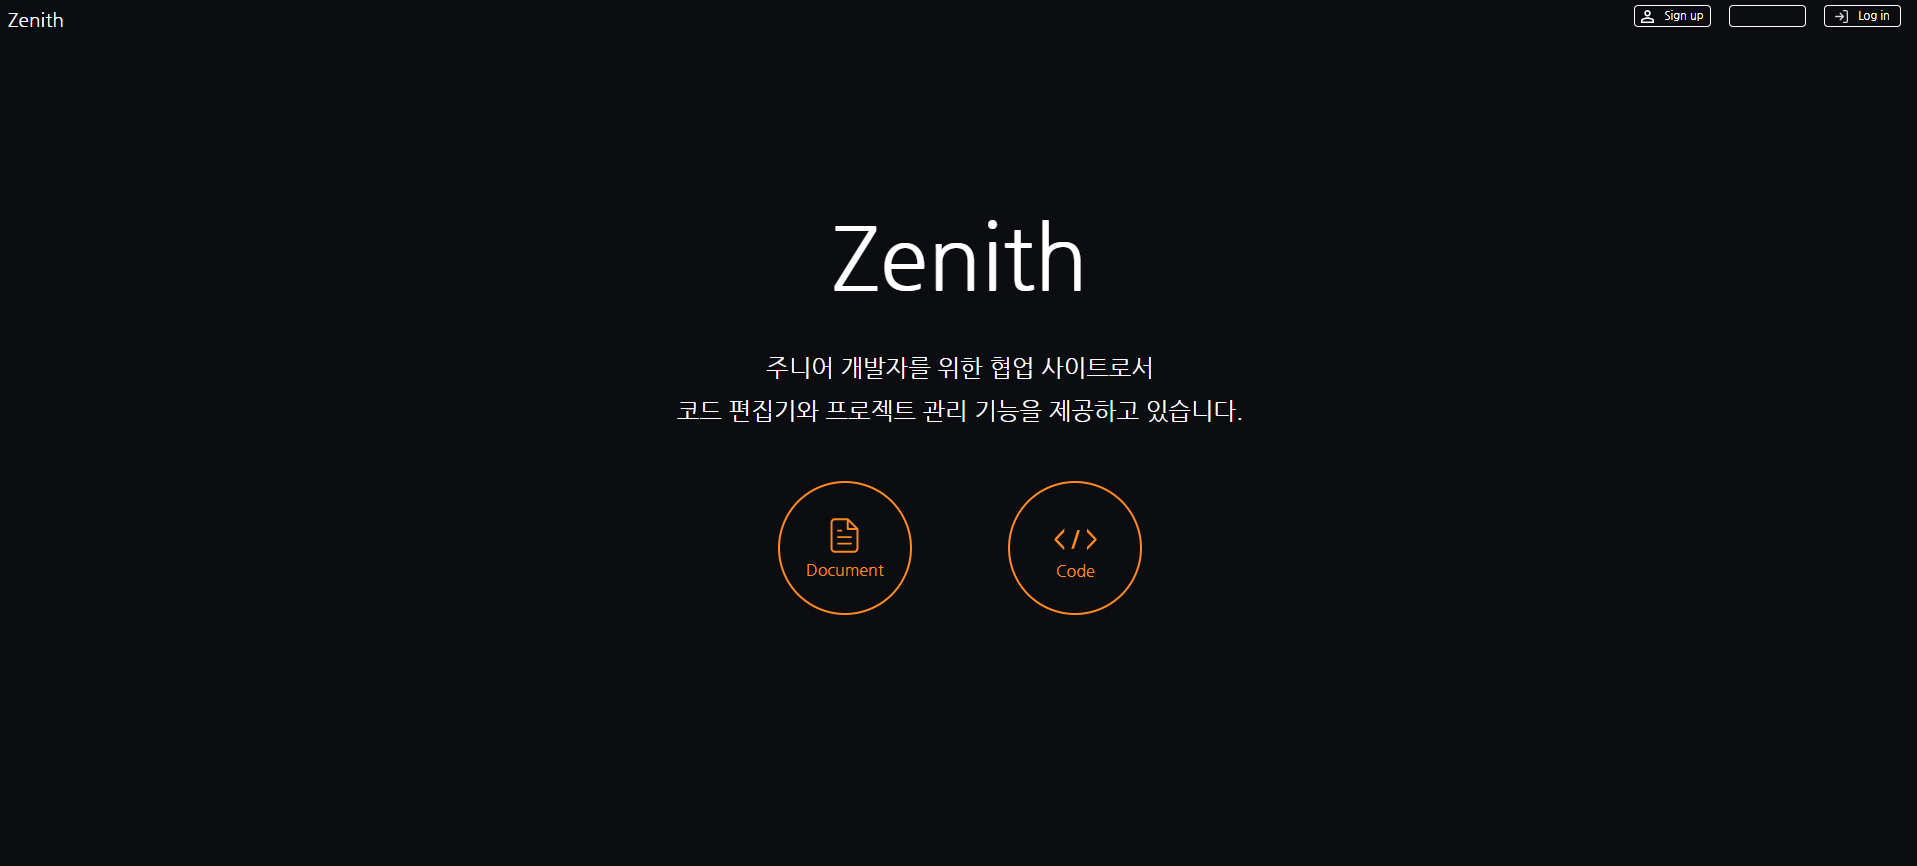 Zenith
Sign up
Log in
Zenith
주니어 개발자를 위한 협업 사이트로서
코드 편집기와 프로젝트 관리 기능을 제공하고 있습니다.
Document
Code